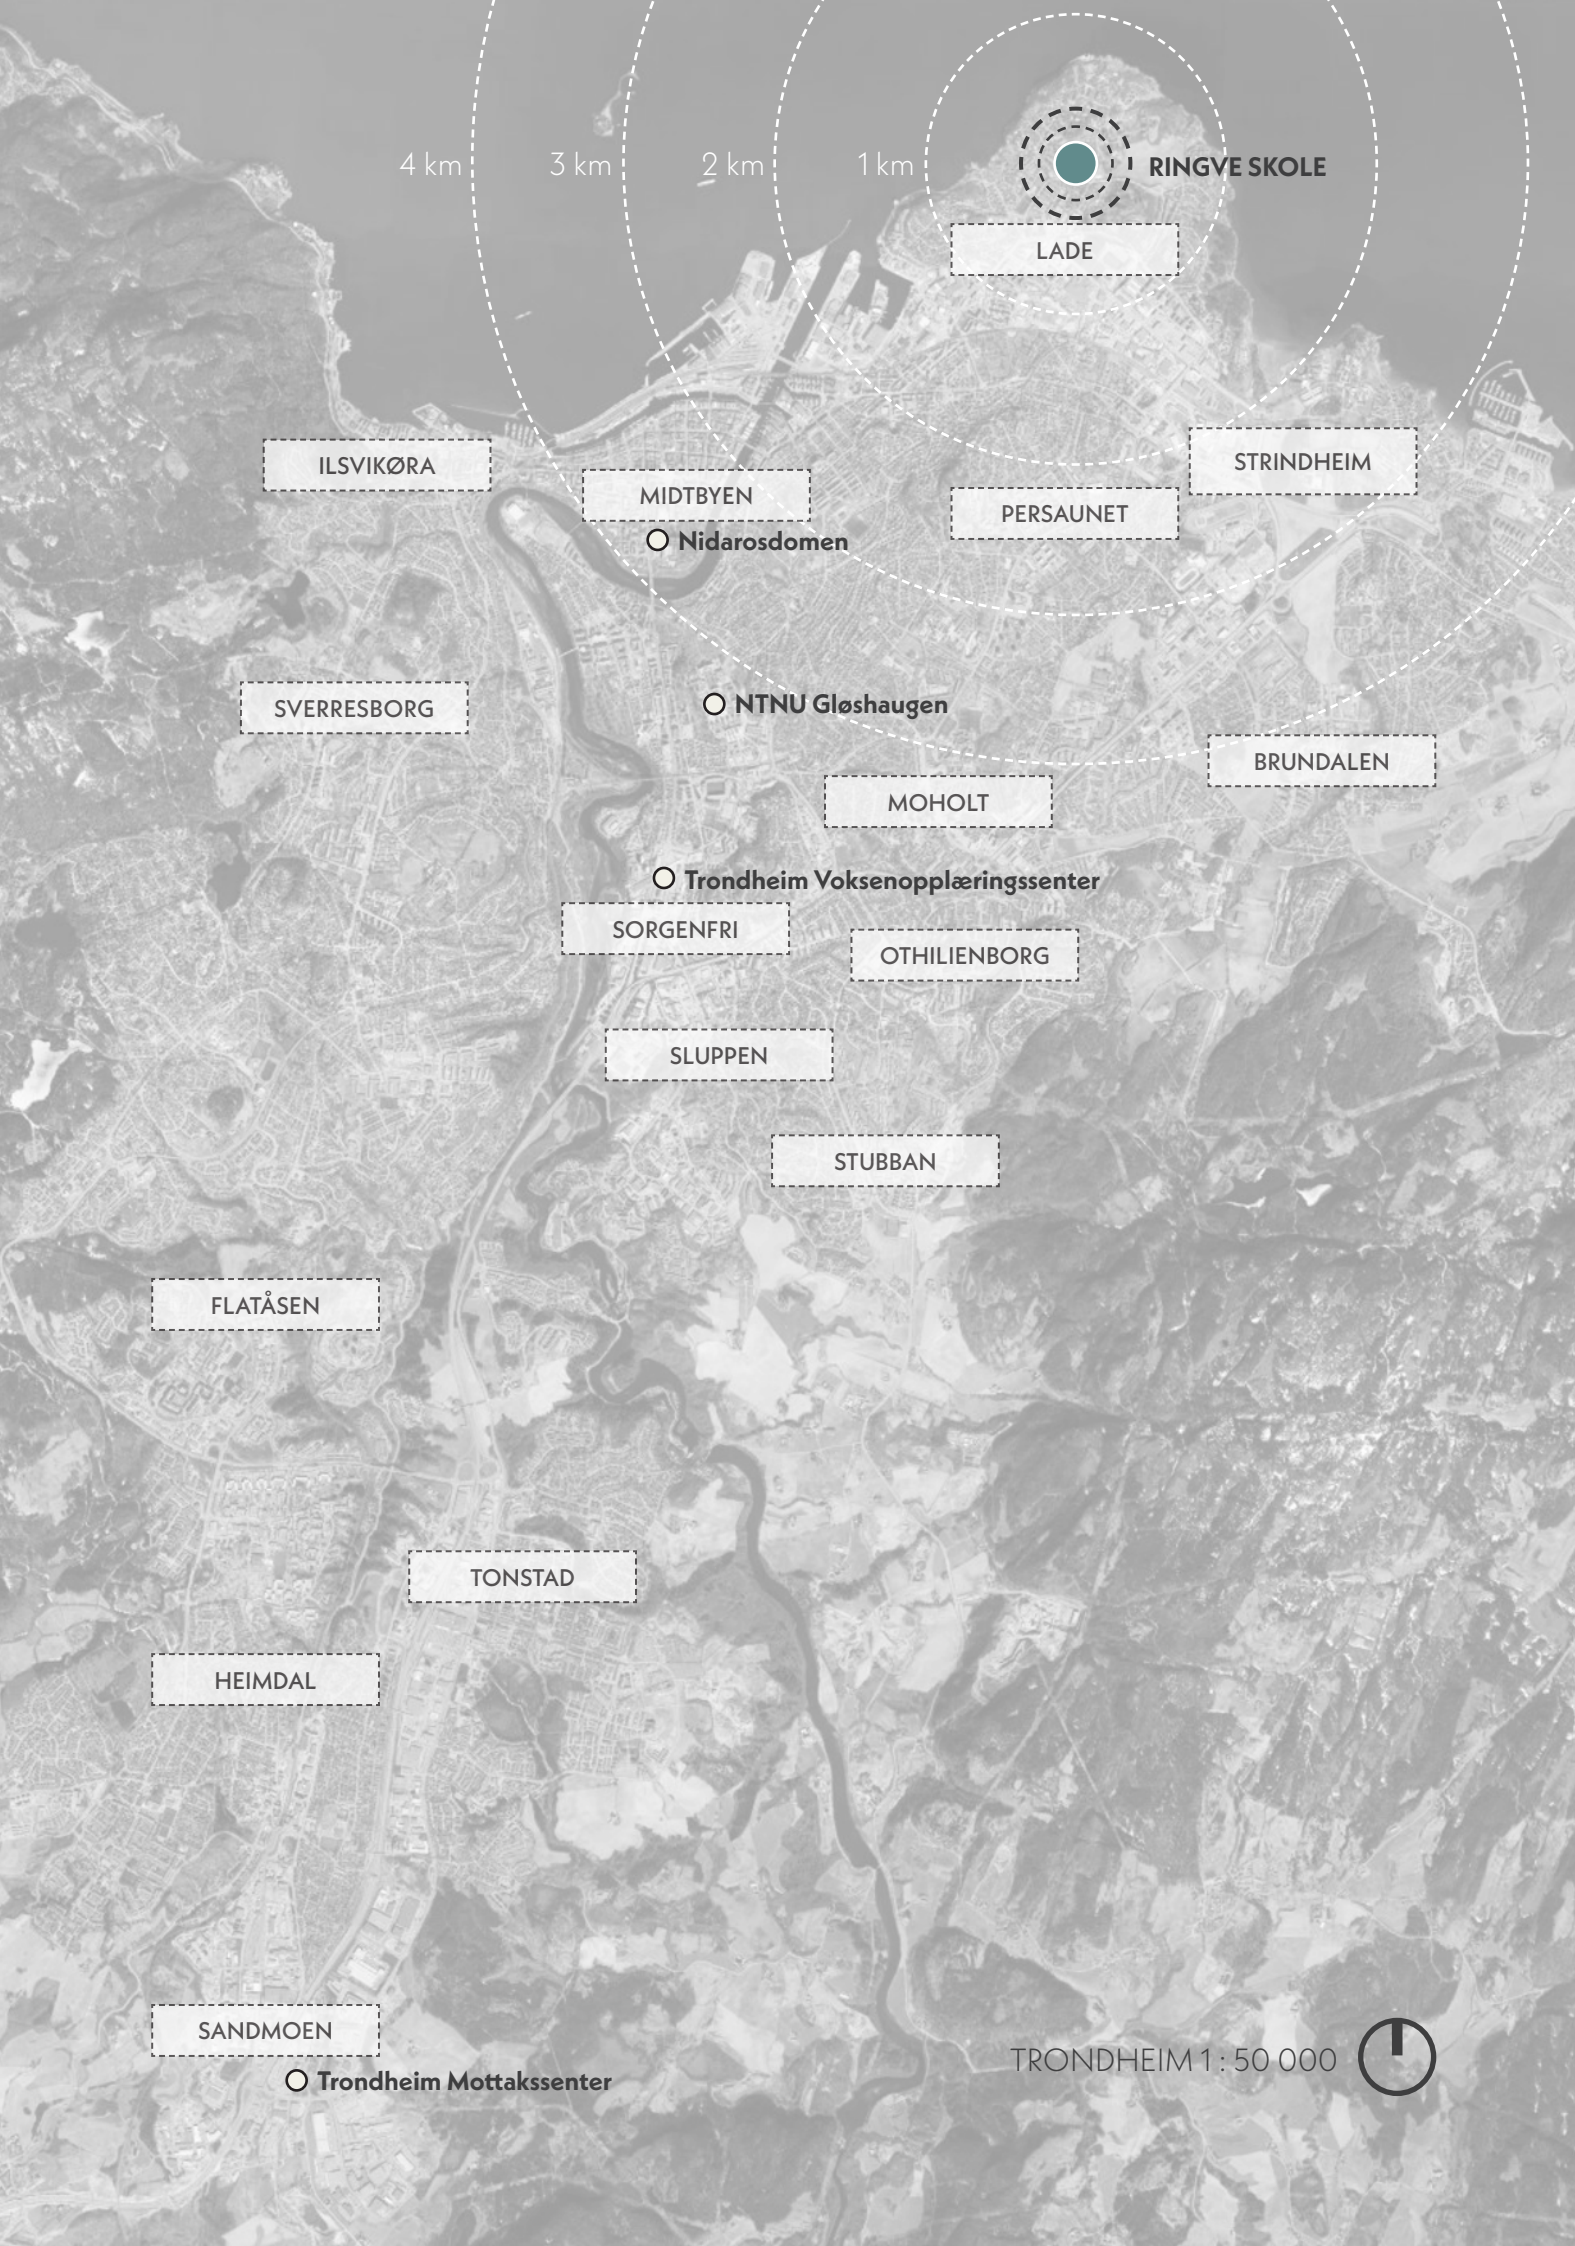 4 km
3 km
2 km
1 km
RINGVE SKOLE
LADE
ILSVIKØRA
STRINDHEIM
MIDTBYEN
PERSAUNET
Nidarosdomen
SVERRESBORG
NTNU Gløshaugen
BRUNDALEN
MOHOLT
Trondheim Voksenopplæringssenter
SORGENFRI
OTHILIENBORG
SLUPPEN
STUBBAN
FLATÅSEN
TONSTAD
HEIMDAL
SANDMOEN
TRONDHEIM 1 : 50 000
Trondheim Mottakssenter